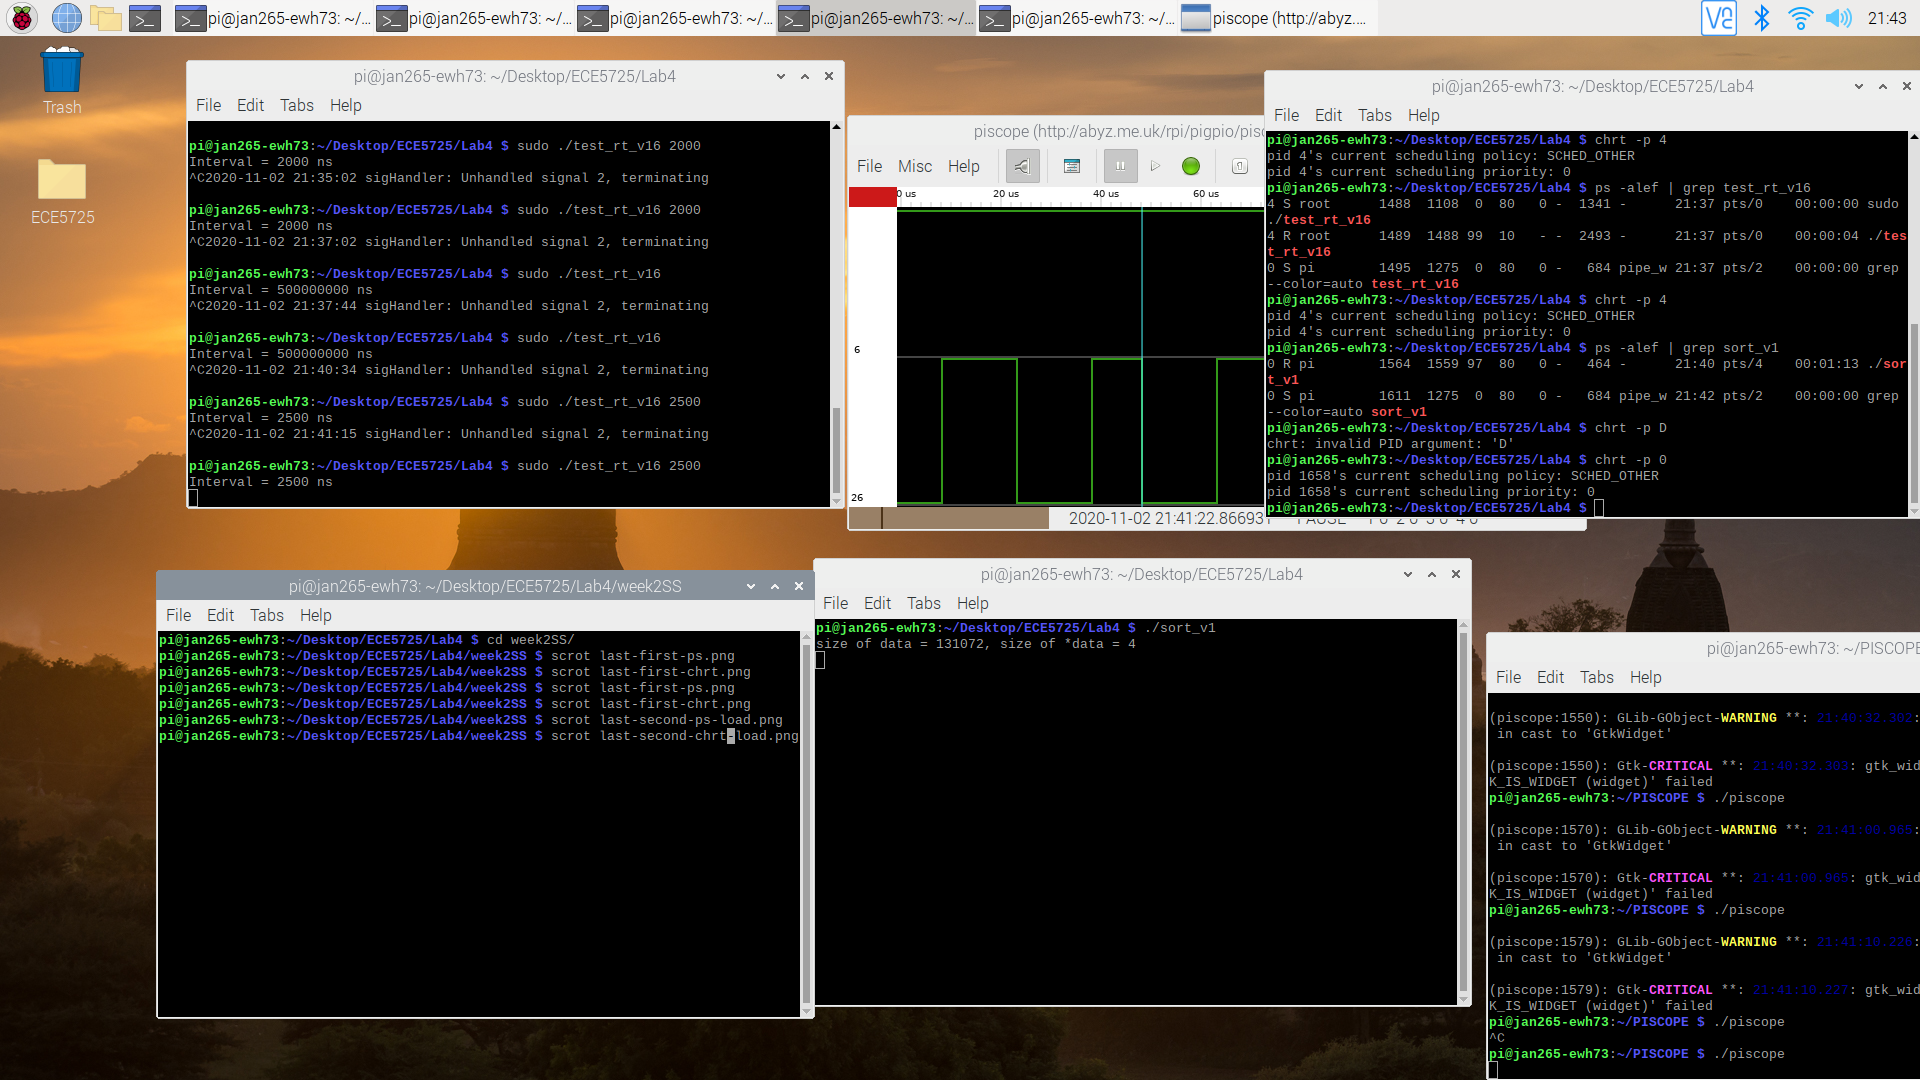 pi@jan265-ewh73: ~/...
pi@jan265-ewh73: ~/...
pi@jan265-ewh73: ~/...
pi@jan265-ewh73: ~/...
pi@jan265-ewh73: ~/...
piscope (http://abyz....
21:43
Trash
ECE5725
pi@jan265-ewh73: ~/Desktop/ECE5725/Lab4
File Edit Tabs Help
pi@jan265-ewh73:~/Desktop/ECE5725/Lab4 $ sudo ./test_rt_v16 2000
Interval = 2000 ns
^C2020-11-02 21:35:02 sigHandler: Unhandled signal 2, terminating
pi@jan265-ewh73:~/Desktop/ECE5725/Lab4 $ sudo ./test_rt_v16 2000
Interval = 2000 ns
^C2020-11-02 21:37:02 sigHandler: Unhandled signal 2, terminating
pi@jan265-ewh73:~/Desktop/ECE5725/Lab4 $ sudo ./test_rt_v16
Interval = 500000000 ns
^C2020-11-02 21:37:44 sigHandler: Unhandled signal 2, terminating
pi@jan265-ewh73:~/Desktop/ECE5725/Lab4 $ sudo ./test_rt_v16
Interval = 500000000 ns
^C2020-11-02 21:40:34 sigHandler: Unhandled signal 2, terminating
pi@jan265-ewh73:~/Desktop/ECE5725/Lab4 $ sudo ./test_rt_v16 2500
Interval = 2500 ns
^C2020-11-02 21:41:15 sigHandler: Unhandled signal 2, terminating
pi@jan265-ewh73:~/Desktop/ECE5725/Lab4 $ sudo ./test_rt_v16 2500
Interval = 2500 ns
piscope (http://abyz.me.uk/rpi/pigpio/pisc
File Misc Help
0 us 20 us 40 us 60 us
6
26
2020-11-02 21:41:22.86693
pi@jan265-ewh73: ~/Desktop/ECE5725/Lab4
File Edit Tabs Help
pi@jan265-ewh73:~/Desktop/ECE5725/Lab4 $ chrt -p 4
pid 4's current scheduling policy: SCHED_OTHER
pid 4's current scheduling priority: 0
pi@jan265-ewh73:~/Desktop/ECE5725/Lab4 $ ps -alef | grep test_rt_v16
4 S root 1488 1108 0 80 0 - 1341 - 21:37 pts/0 00:00:00 sudo
./test_rt_v16
4 R root 1489 1488 99 10 - - 2493 - 21:37 pts/0 00:00:04 ./tes
t_rt_v16
0 S pi 1495 1275 0 80 0 - 684 pipe_w 21:37 pts/2 00:00:00 grep
--color=auto test_rt_v16
pi@jan265-ewh73:~/Desktop/ECE5725/Lab4 $ chrt -p 4
pid 4's current scheduling policy: SCHED_OTHER
pid 4's current scheduling priority: 0
pi@jan265-ewh73:~/Desktop/ECE5725/Lab4 $ ps -alef | grep sort_v1
0 R pi 1564 1559 97 80 0 - 464 - 21:40 pts/4 00:01:13 ./sor
t_v1
0 S pi 1611 1275 0 80 0 - 684 pipe_w 21:42 pts/2 00:00:00 grep
--color=auto sort_v1
pi@jan265-ewh73:~/Desktop/ECE5725/Lab4 $ chrt -p D
chrt: invalid PID argument: 'D'
pi@jan265-ewh73:~/Desktop/ECE5725/Lab4 $ chrt -p 0
pid 1658's current scheduling policy: SCHED_OTHER
pid 1658's current scheduling priority: 0
pi@jan265-ewh73:~/Desktop/ECE5725/Lab4 $
pi@jan265-ewh73: ~/Desktop/ECE5725/Lab4/week2SS
File Edit Tabs Help
pi@jan265-ewh73:~/Desktop/ECE5725/Lab4 $ cd week2SS/
pi@jan265-ewh73:~/Desktop/ECE5725/Lab4/week2SS $ scrot last-first-ps.png
pi@jan265-ewh73:~/Desktop/ECE5725/Lab4/week2SS $ scrot last-first-chrt.png
pi@jan265-ewh73:~/Desktop/ECE5725/Lab4/week2SS $ scrot last-first-ps.png
pi@jan265-ewh73:~/Desktop/ECE5725/Lab4/week2SS $ scrot last-first-chrt.png
pi@jan265-ewh73:~/Desktop/ECE5725/Lab4/week2SS $ scrot last-second-ps-load.png
pi@jan265-ewh73:~/Desktop/ECE5725/Lab4/week2SS $ scrot last-second-chrt-load.png
pi@jan265-ewh73: ~/Desktop/ECE5725/Lab4
File Edit Tabs Help
pi@jan265-ewh73:~/Desktop/ECE5725/Lab4 $ ./sort_v1
size of data = 131072, size of *data = 4
pi@jan265-ewh73: ~/PISCOPE
File Edit Tabs Help
(piscope:1550): GLib-GObject-WARNING **: 21:40:32.302:
in cast to 'GtkWidget'
(piscope:1550): Gtk-CRITICAL **: 21:40:32.303: gtk_wid
K_IS_WIDGET (widget)' failed
pi@jan265-ewh73:~/PISCOPE $ ./piscope
(piscope:1570): GLib-GObject-WARNING **: 21:41:00.965:
in cast to 'GtkWidget'
(piscope:1570): Gtk-CRITICAL **: 21:41:00.965: gtk_wid
K_IS_WIDGET (widget)' failed
pi@jan265-ewh73:~/PISCOPE $ ./piscope
(piscope:1579): GLib-GObject-WARNING **: 21:41:10.226:
in cast to 'GtkWidget'
(piscope:1579): Gtk-CRITICAL **: 21:41:10.227: gtk_wid
K_IS_WIDGET (widget)' failed
pi@jan265-ewh73:~/PISCOPE $ ./piscope
^C
pi@jan265-ewh73:~/PISCOPE $ ./piscope